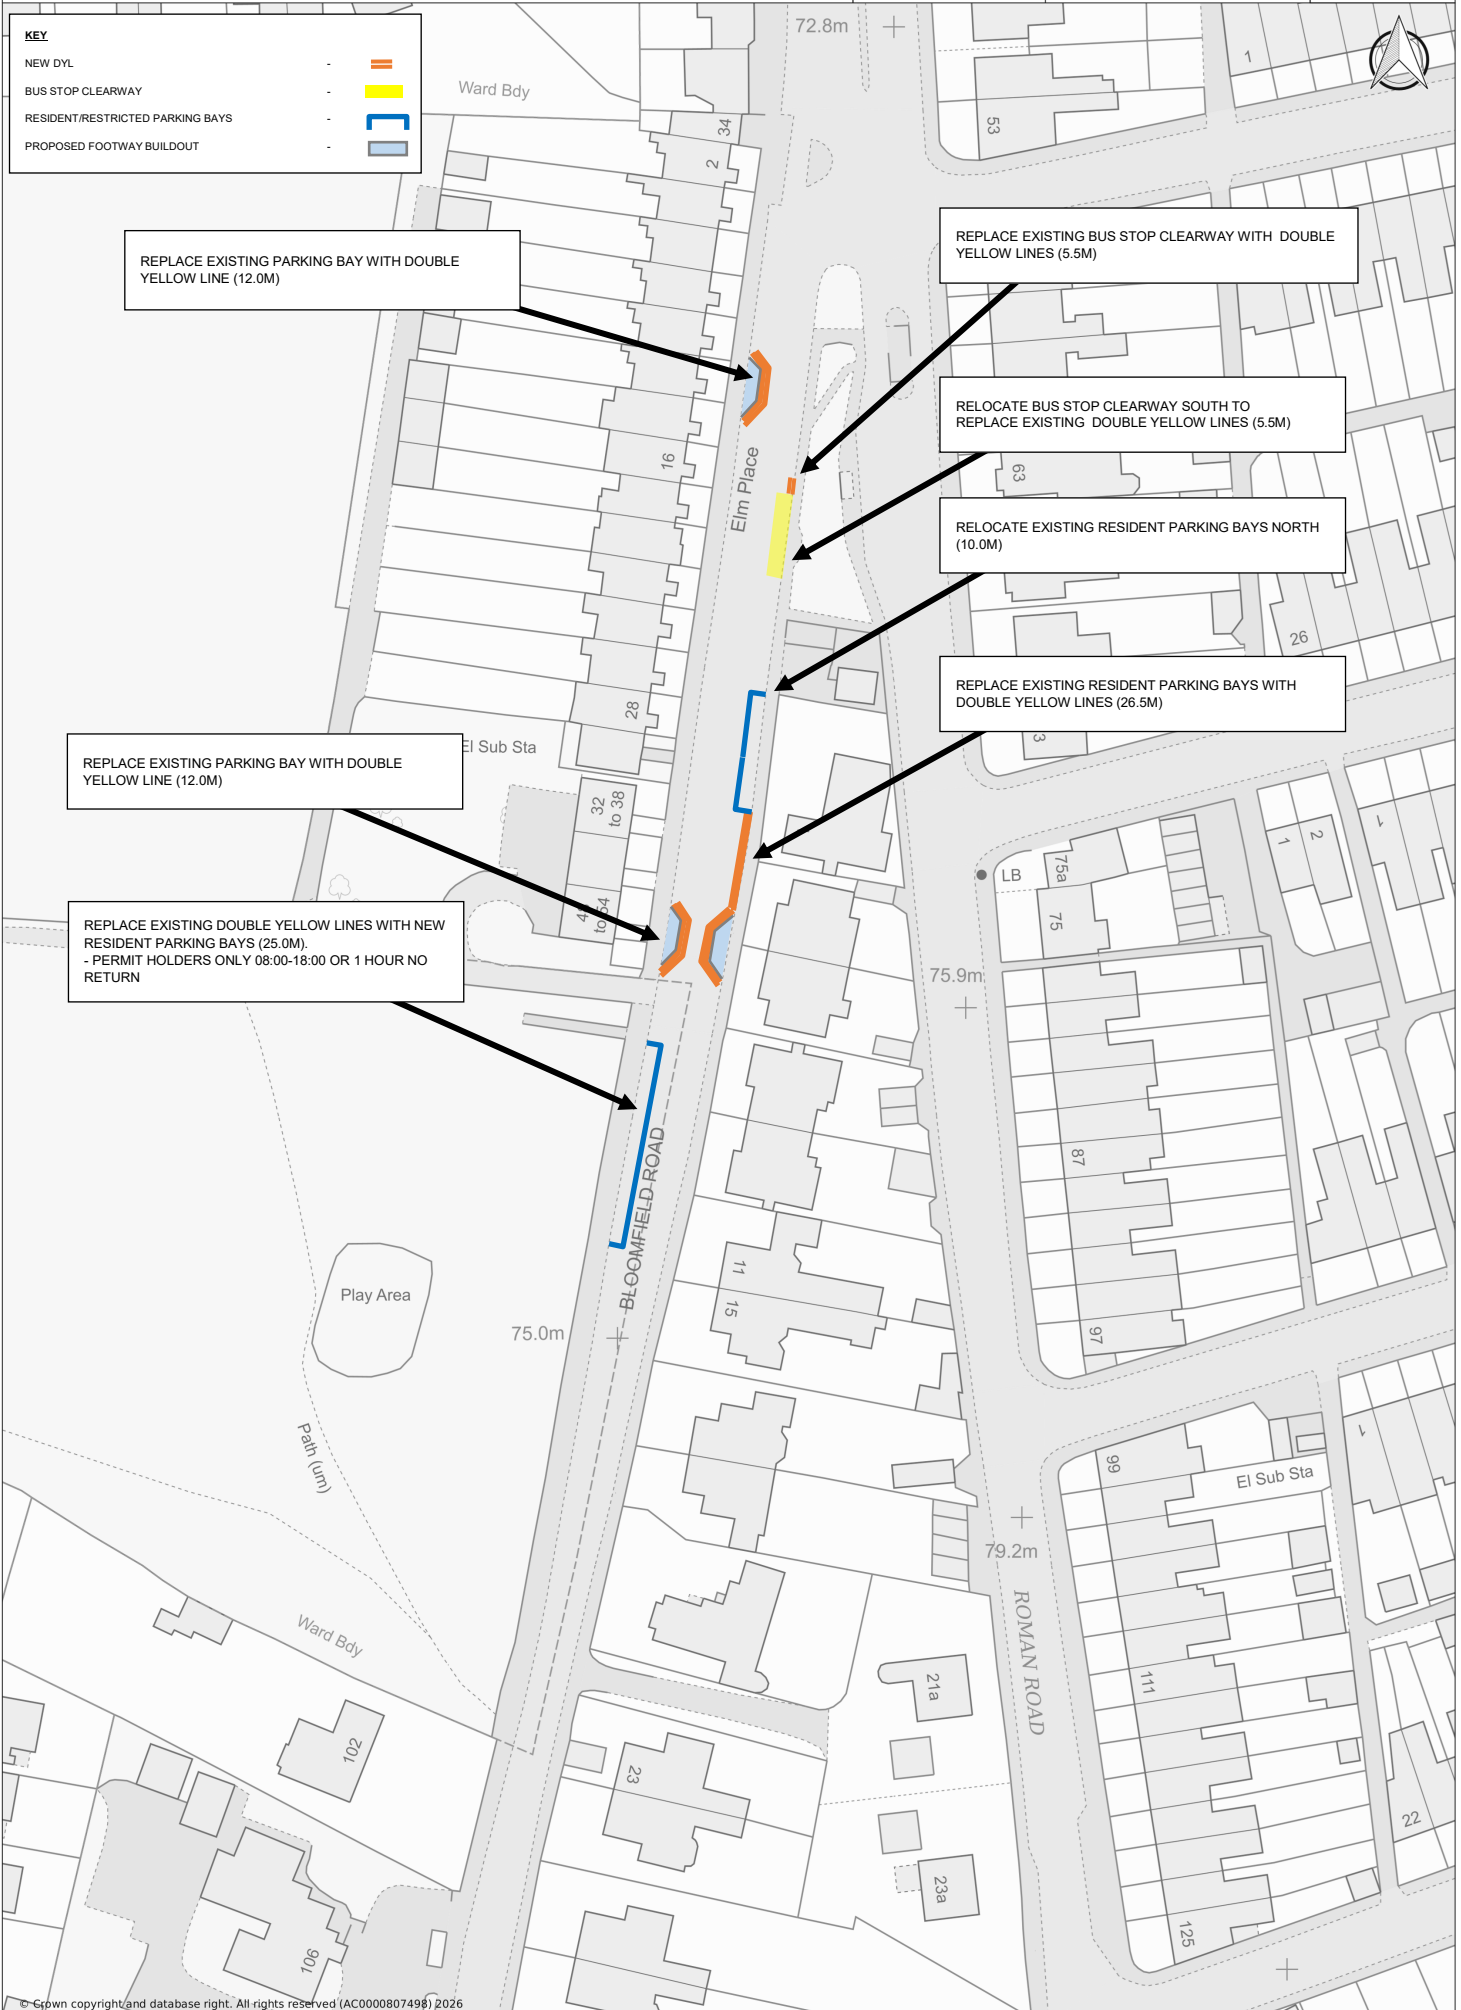 KEY
NEW DYL -
BUS STOP CLEARWAY -
RESIDENT/RESTRICTED PARKING BAYS -
PROPOSED FOOTWAY BUILDOUT -
72.8m
Ward Bdy
34
2
53
1
REPLACE EXISTING PARKING BAY WITH DOUBLE
YELLOW LINE (12.0M)
REPLACE EXISTING BUS STOP CLEARWAY WITH DOUBLE
YELLOW LINES (5.5M)
RELOCATE BUS STOP CLEARWAY SOUTH TO
REPLACE EXISTING DOUBLE YELLOW LINES (5.5M)
16
Elm Place
63
RELOCATE EXISTING RESIDENT PARKING BAYS NORTH
(10.0M)
26
REPLACE EXISTING RESIDENT PARKING BAYS WITH
DOUBLE YELLOW LINES (26.5M)
28
El Sub Sta
3
REPLACE EXISTING PARKING BAY WITH DOUBLE
YELLOW LINE (12.0M)
32
to 38
1
2
1
LB
75a
75
to 54
REPLACE EXISTING DOUBLE YELLOW LINES WITH NEW
RESIDENT PARKING BAYS (25.0M).
- PERMIT HOLDERS ONLY 08:00-18:00 OR 1 HOUR NO
RETURN
75.9m
87
BLOOMFIELD ROAD
11
15
Play Area
75.0m
97
Path (um)
99
El Sub Sta
1
79.2m
ROMAN ROAD
Ward Bdy
21a
111
102
23
22
23a
125
106
© Crown copyright and database right. All rights reserved (AC0000807498) 2026